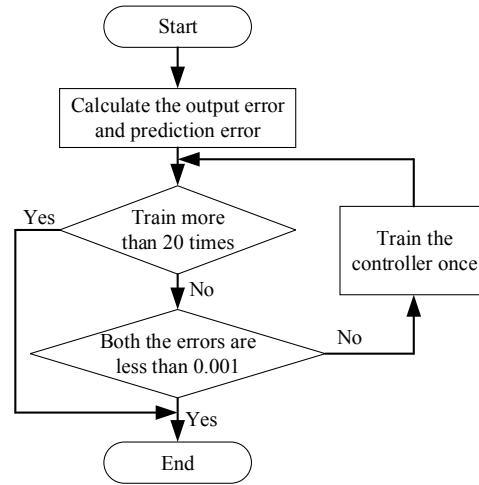 Start
Calculate the output error
and prediction error
Yes
Train more
than 20 times
Train the
controller once
No
Both the errors are
less than 0.001
No
Yes
End